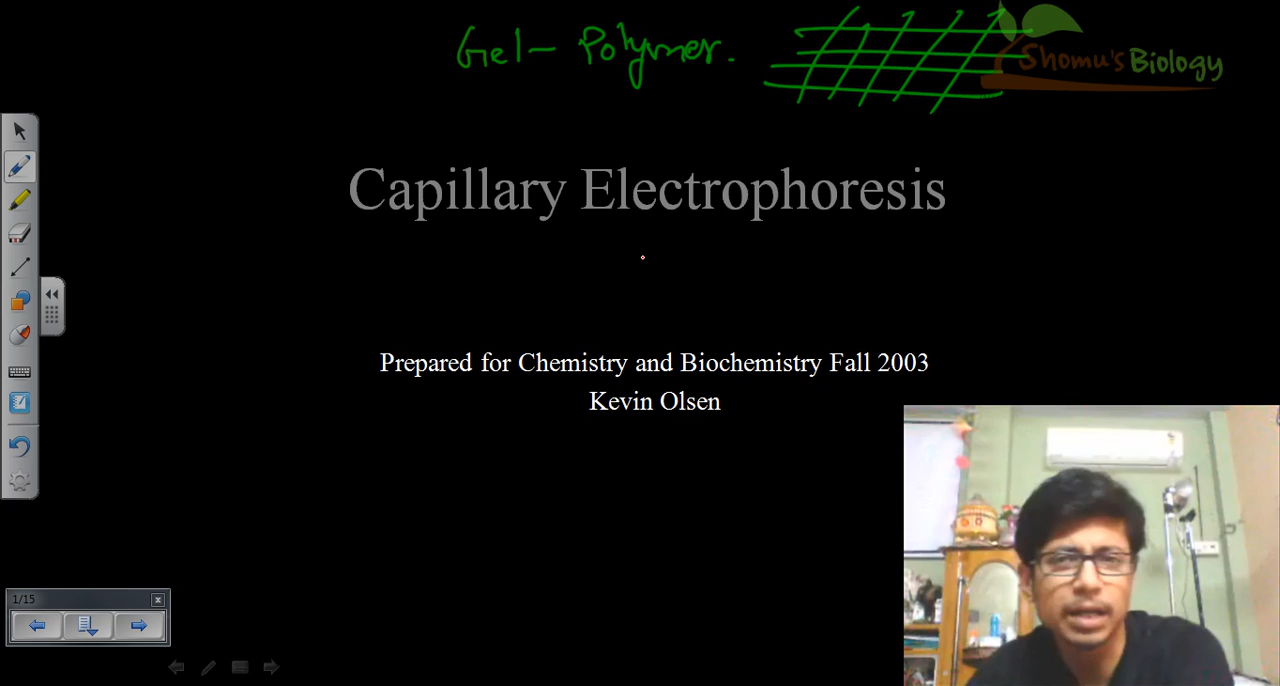 Gel - Polymer.
Shomu's Biology
Capillary Electrophoresis
Prepared for Chemistry and Biochemistry Fall 2003
Kevin Olsen
1/15